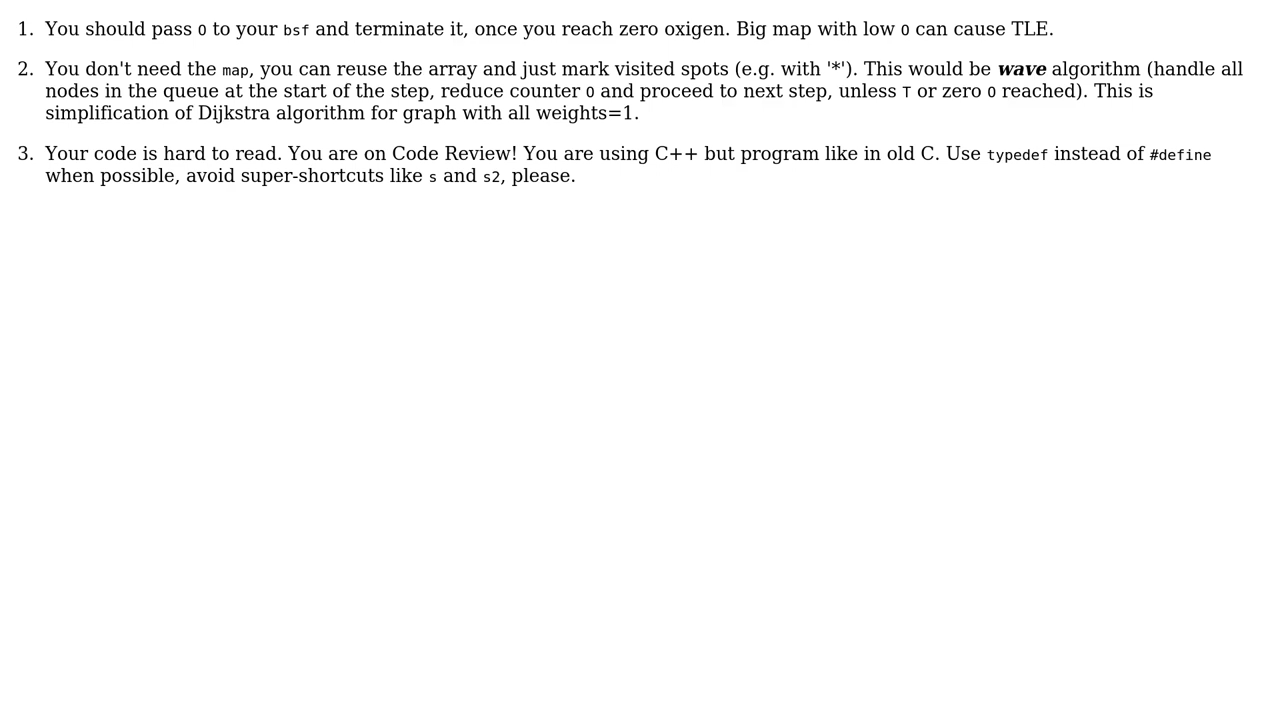 1. You should pass O to your bsf and terminate it, once you reach zero oxigen. Big map with low O can cause TLE.
2. You don't need the map, you can reuse the array and just mark visited spots (e.g. with '*'). This would be wave algorithm (handle all
nodes in the queue at the start of the step, reduce counter O and proceed to next step, unless T or zero O reached). This is
simplification of Dijkstra algorithm for graph with all weights=1.
3. Your code is hard to read. You are on Code Review! You are using C++ but program like in old C. Use typedef instead of #define
when possible, avoid super-shortcuts like s and s2, please.